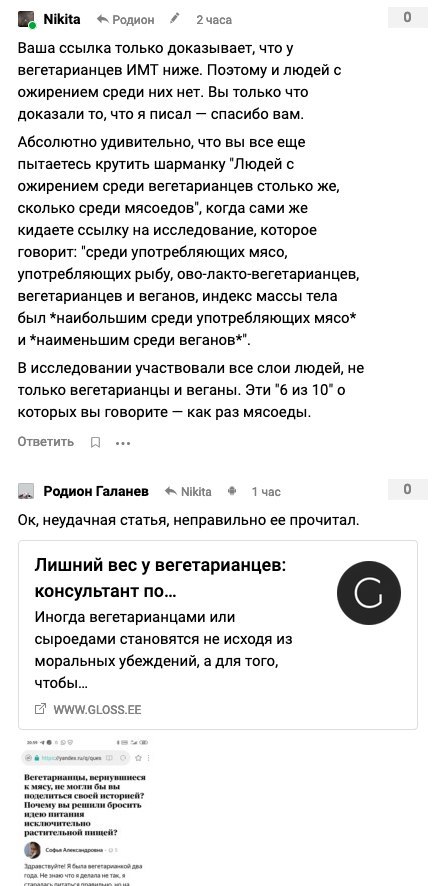 Nikita Родион 2 часа 0
Ваша ссылка только доказывает, что у
вегетарианцев ИМТ ниже. Поэтому и людей с
ожирением среди них нет. Вы только что
доказали то, что я писал — спасибо вам.
Абсолютно удивительно, что вы все еще
пытаетесь крутить шарманку "Людей с
ожирением среди вегетарианцев столько же,
сколько среди мясоедов", когда сами же
кидаете ссылку на исследование, которое
говорит: "среди употребляющих мясо,
употребляющих рыбу, ово-лакто-вегетарианцев,
вегетарианцев и веганов, индекс массы тела
был *наибольшим среди употребляющих мясо*
и *наименьшим среди веганов*".
В исследовании участвовали все слои людей, не
только вегетарианцы и веганы. Эти "6 из 10" о
которых вы говорите — как раз мясоеды.
Ответить
Родион Галанев Nikita 1 час 0
Ок, неудачная статья, неправильно ее прочитал.
Лишний вес у вегетарианцев:
консультант по...
Иногда вегетарианцами или
сыроедами становятся не исходя из
моральных убеждений, а для того,
чтобы...
G
WWW.GLOSS.EE
https://yandex.ru/q/ques
Вегетарианцы, вернувшиеся
к мясу, не могли бы вы
поделиться своей историей?
Почему вы решили бросить
идею питания
исключительно
растительной пищей?
Софья Александровна
Здравствуйте! Я была вегетарианкой два
года. Не знаю что я делала не так, я
старалась питаться правильно, но на